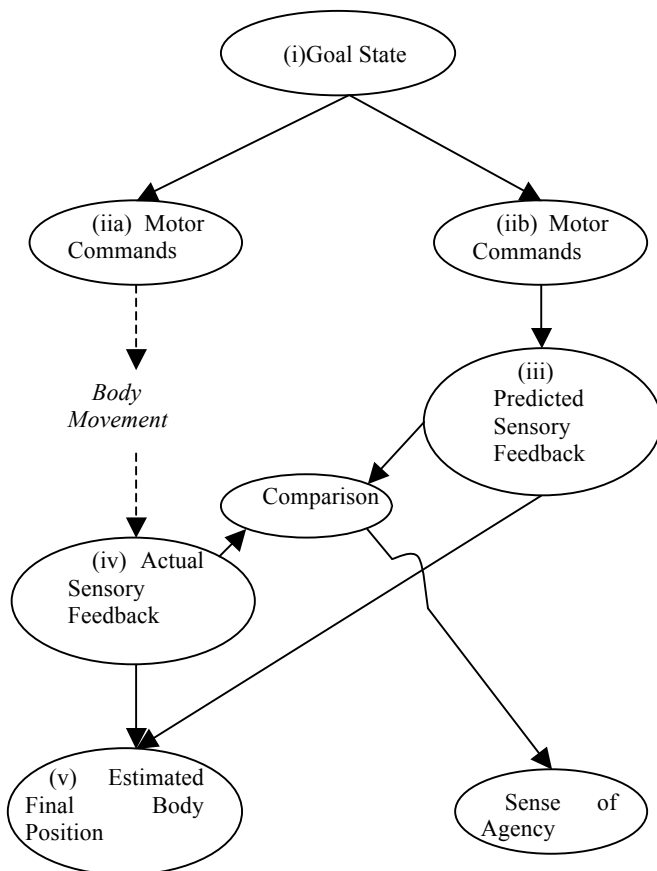 (i)Goal State
(iia) Motor
Commands
(iib) Motor
Commands
Body
Movement
(iii)
Predicted
Sensory
Feedback
Comparison
(iv) Actual
Sensory
Feedback
(v) Estimated
Final Body
Position
Sense of
Agency